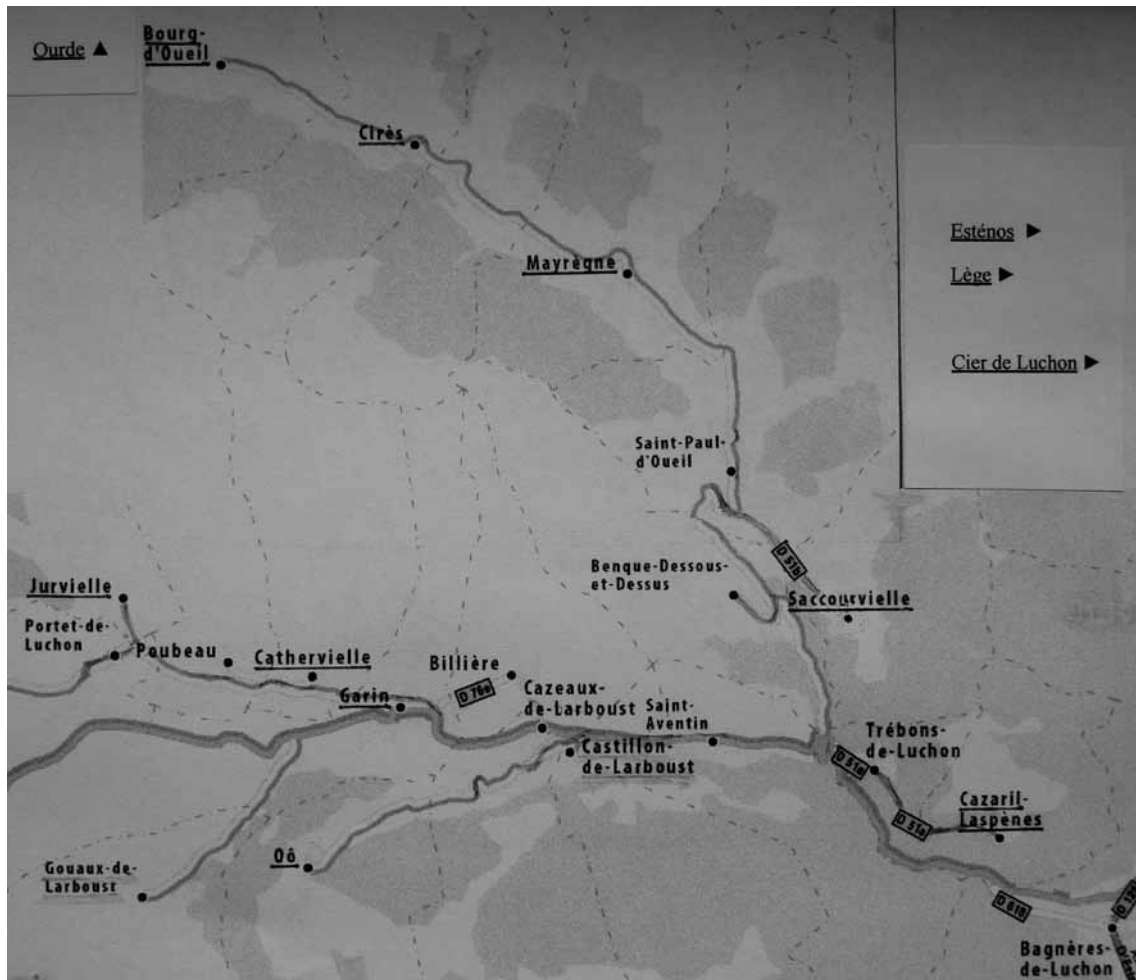 Ourde ▲
Bourg-
d'Oueil
Cirès
Mayrègne
Esténos ►
Lège ►
Cier de Luchon ►
Saint-Paul-
d'Oueil
D 51b
Benque-Dessous-
et-Dessus
Saccourvielle
Jurvielle
Portet-de-
Luchon
Poubeau
Cathervielle
Billière
D 76e
Garin
Cazeaux-
de-Larboust
Saint-
Aventin
Castillon-
de-Larboust
Trébons-
de-Luchon
D 51a
D 51a
Cazaril-
Laspènes
Oô
Gouaux-de-
Larboust
D 618
Bagnères-
de-Luchon